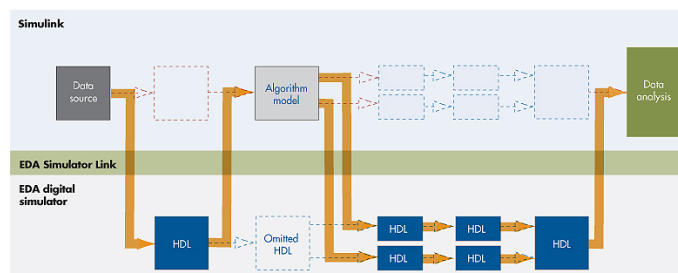 Simulink
Data
source
Algorithm
model
Data
analysis
EDA Simulator Link
EDA digital
simulator
HDL
Omitted
HDL
HDL
HDL
HDL
HDL
HDL